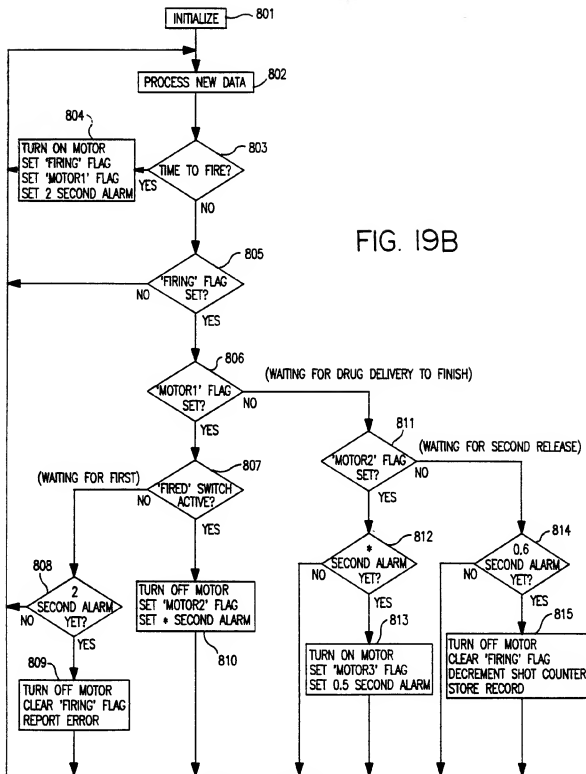 INITIALIZE
801
PROCESS NEW DATA
802
804
TURN ON MOTOR
SET 'FIRING' FLAG
SET 'MOTOR1' FLAG
SET 2 SECOND ALARM
803
TIME TO FIRE?
YES
NO
FIG. 19B
805
'FIRING' FLAG
SET?
NO
YES
806
'MOTOR1' FLAG
SET?
NO
YES
(WAITING FOR DRUG DELIVERY TO FINISH)
811
'MOTOR2' FLAG
SET?
NO
YES
(WAITING FOR SECOND RELEASE)
807
(WAITING FOR FIRST)
'FIRED' SWITCH
ACTIVE?
NO
YES
808
2
SECOND ALARM
YET?
NO
YES
812
*
SECOND ALARM
YET?
NO
YES
814
0.6
SECOND ALARM
YET?
NO
YES
TURN OFF MOTOR
SET 'MOTOR2' FLAG
SET * SECOND ALARM
810
809
TURN OFF MOTOR
CLEAR 'FIRING' FLAG
REPORT ERROR
813
TURN ON MOTOR
SET 'MOTOR3' FLAG
SET 0.5 SECOND ALARM
815
TURN OFF MOTOR
CLEAR 'FIRING' FLAG
DECREMENT SHOT COUNTER
STORE RECORD